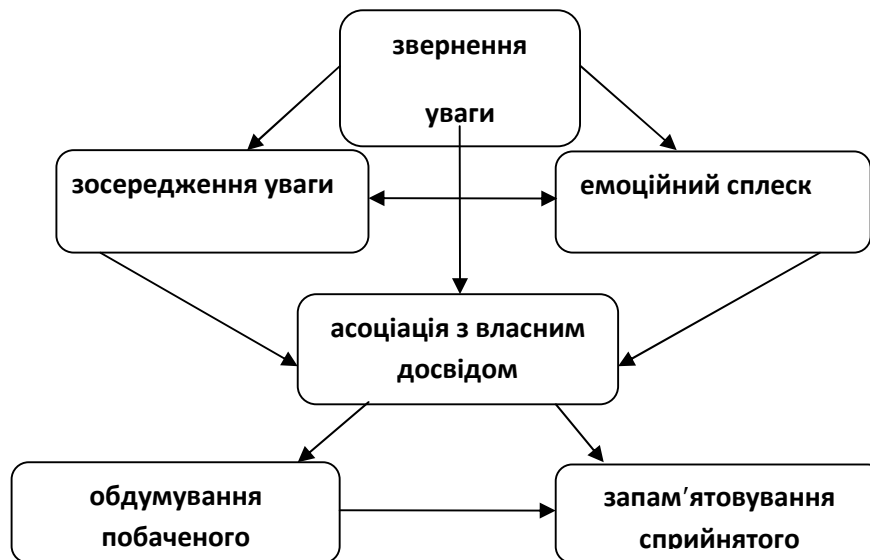 звернення
уваги
зосередження уваги
емоційний сплеск
асоціація з власним
досвідом
обдумування
побаченого
запам′ятовування
сприйнятого